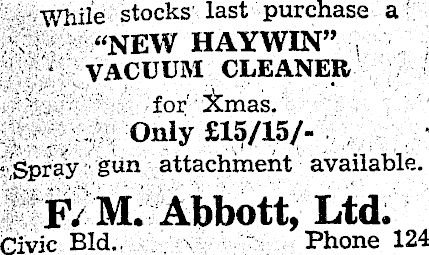 While stocks last purchase a
“NEW HAYWIN”
VACUUM CLEANER
for Xmas.
Only £15/15/-
Spray gun attachment available.
F. M. Abbott, Ltd.
Civic Bld. Phone 124